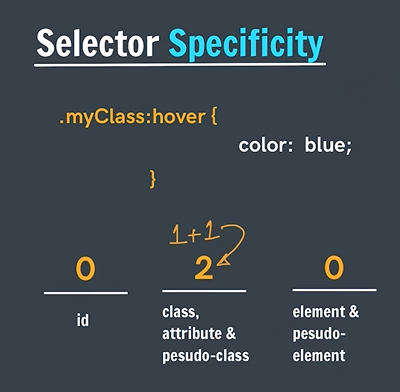 Selector Specificity
.myClass:hover {
color: blue;
}
1+1
0 2 0
id
class,
attribute &
pesudo-class
element &
pesudo-
element